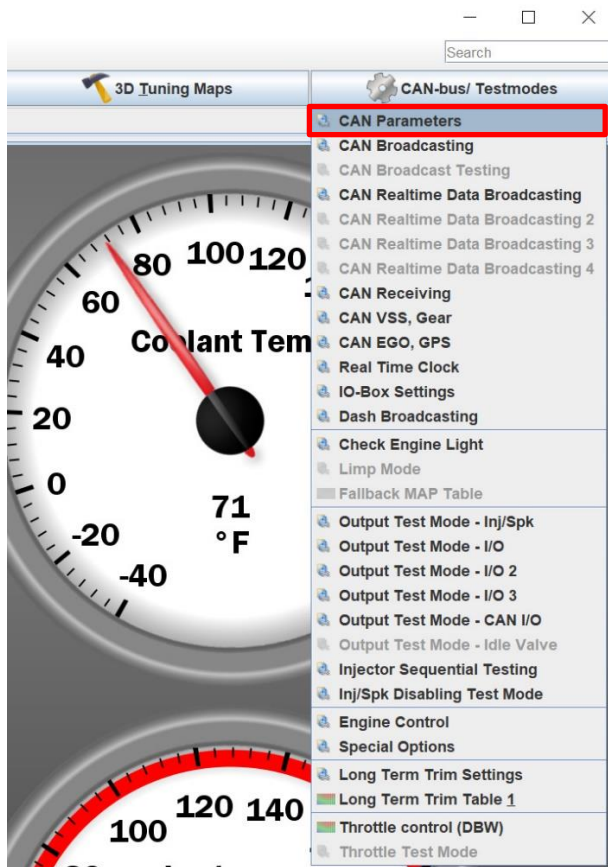 Search
3D Tuning Maps
CAN-bus/ Testmodes
CAN Parameters
CAN Broadcasting
CAN Broadcast Testing
CAN Realtime Data Broadcasting
CAN Realtime Data Broadcasting 2
CAN Realtime Data Broadcasting 3
CAN Realtime Data Broadcasting 4
CAN Receiving
CAN VSS, Gear
CAN EGO, GPS
Real Time Clock
IO-Box Settings
Dash Broadcasting
Check Engine Light
Limp Mode
Fallback MAP Table
Output Test Mode - Inj/Spk
Output Test Mode - I/O
Output Test Mode - I/O 2
Output Test Mode - I/O 3
Output Test Mode - CAN I/O
Output Test Mode - Idle Valve
Injector Sequential Testing
Inj/Spk Disabling Test Mode
Engine Control
Special Options
Long Term Trim Settings
Long Term Trim Table 1
Throttle control (DBW)
Throttle Test Mode
-40
-20
0
20
40
60
80
100
120
Coolant Tem
71
°F
100
120
140